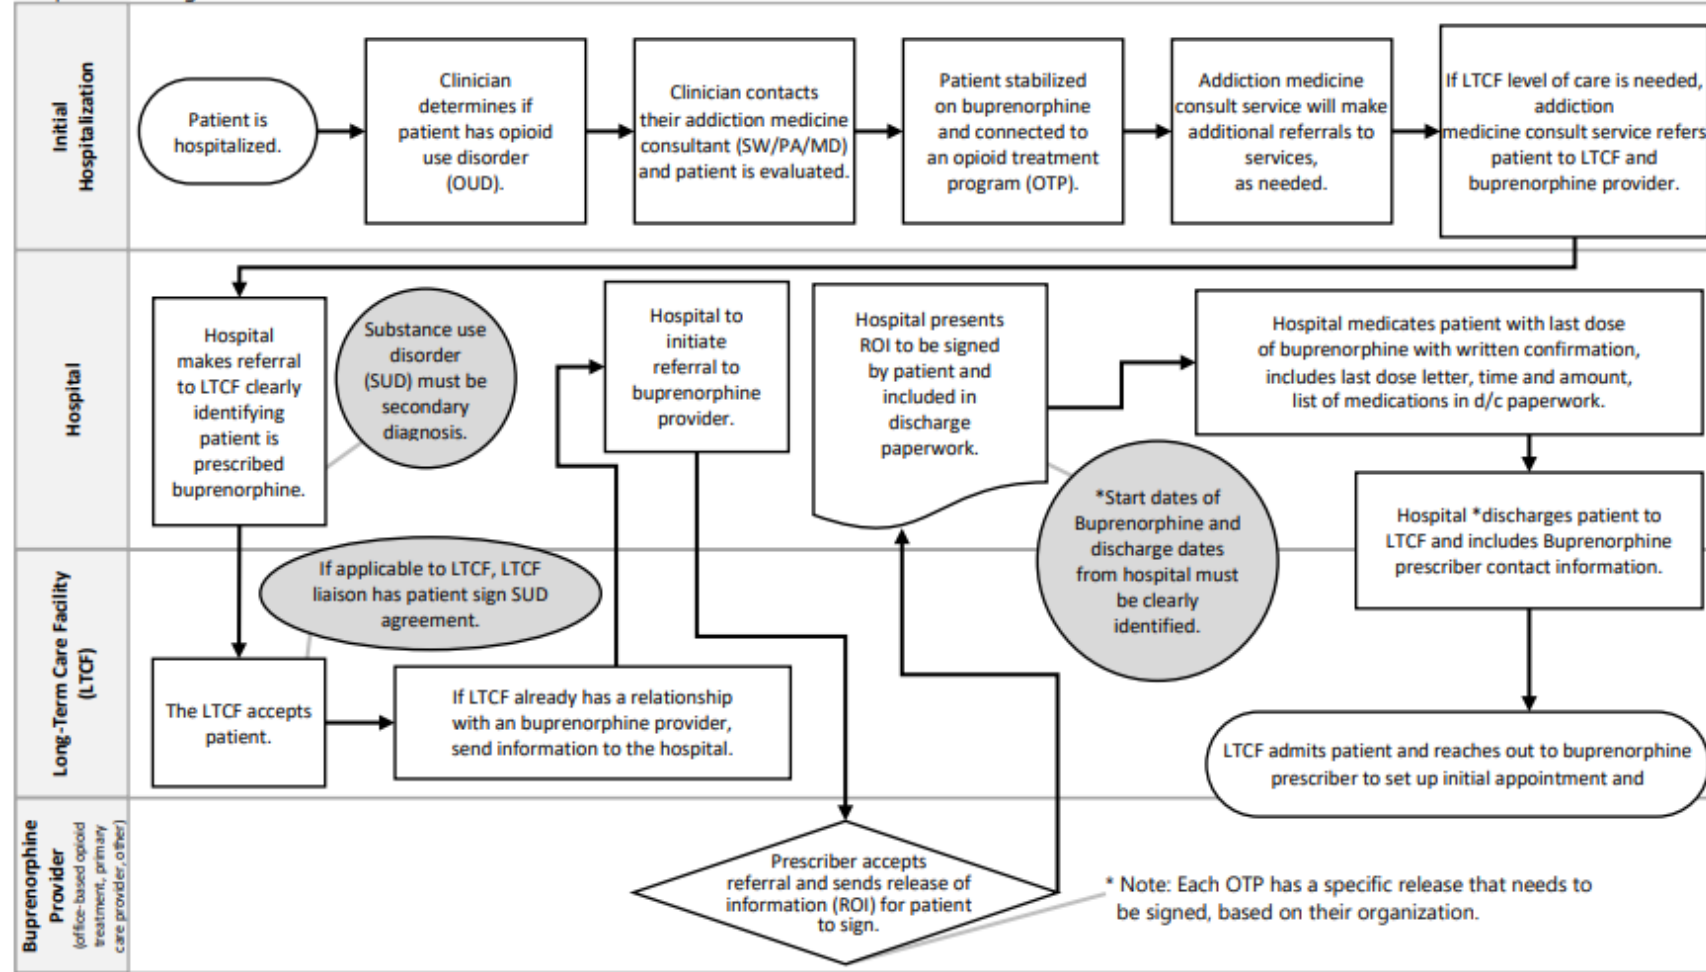 Initial
Hospitalization
Patient is
hospitalized.
Clinician
determines if
patient has opioid
use disorder
(OUD).
Clinician contacts
their addiction medicine
consultant (SW/PA/MD)
and patient is evaluated.
Patient stabilized
on buprenorphine
and connected to
an opioid treatment
program (OTP).
Addiction medicine
consult service will make
additional referrals to
services,
as needed.
If LTCF level of care is needed,
addiction
medicine consult service refers
patient to LTCF and
buprenorphine provider.
Hospital
Hospital
makes referral
to LTCF clearly
identifying
patient is
prescribed
buprenorphine.
Substance use
disorder
(SUD) must be
secondary
diagnosis.
Hospital to
initiate
referral to
buprenorphine
provider.
Hospital presents
ROI to be signed
by patient and
included in
discharge
paperwork.
*Start dates of
Buprenorphine and
discharge dates
from hospital must
be clearly
identified.
Hospital medicates patient with last dose
of buprenorphine with written confirmation,
includes last dose letter, time and amount,
list of medications in d/c paperwork.
Hospital *discharges patient to
LTCF and includes Buprenorphine
prescriber contact information.
Long-Term Care Facility
(LTCF)
If applicable to LTCF, LTCF
liaison has patient sign SUD
agreement.
The LTCF accepts
patient.
If LTCF already has a relationship
with an buprenorphine provider,
send information to the hospital.
LTCF admits patient and reaches out to buprenorphine
prescriber to set up initial appointment and
Buprenorphine
Provider
(office-based opioid
treatment, primary
care provider, other)
Prescriber accepts
referral and sends release of
information (ROI) for patient
to sign.
* Note: Each OTP has a specific release that needs to
be signed, based on their organization.